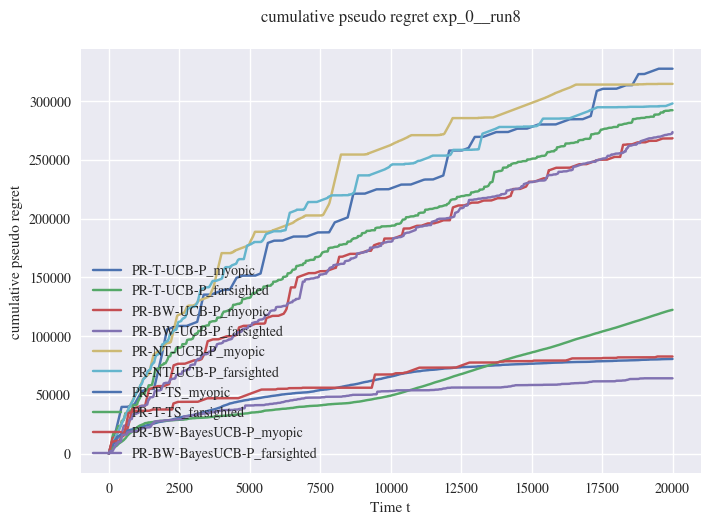 cumulative pseudo regret exp_0__run8
cumulative pseudo regret
300000
250000
200000
150000
100000
50000
0
PR-T-UCB-P_myopic
PR-T-UCB-P_farsighted
PR-BW-UCB-P_myopic
PR-BW-UCB-P_farsighted
PR-NT-UCB-P_myopic
PR-NT-UCB-P_farsighted
PR-T-TS_myopic
PR-T-TS_farsighted
PR-BW-BayesUCB-P_myopic
PR-BW-BayesUCB-P_farsighted
0 2500 5000 7500 10000 12500 15000 17500 20000
Time t